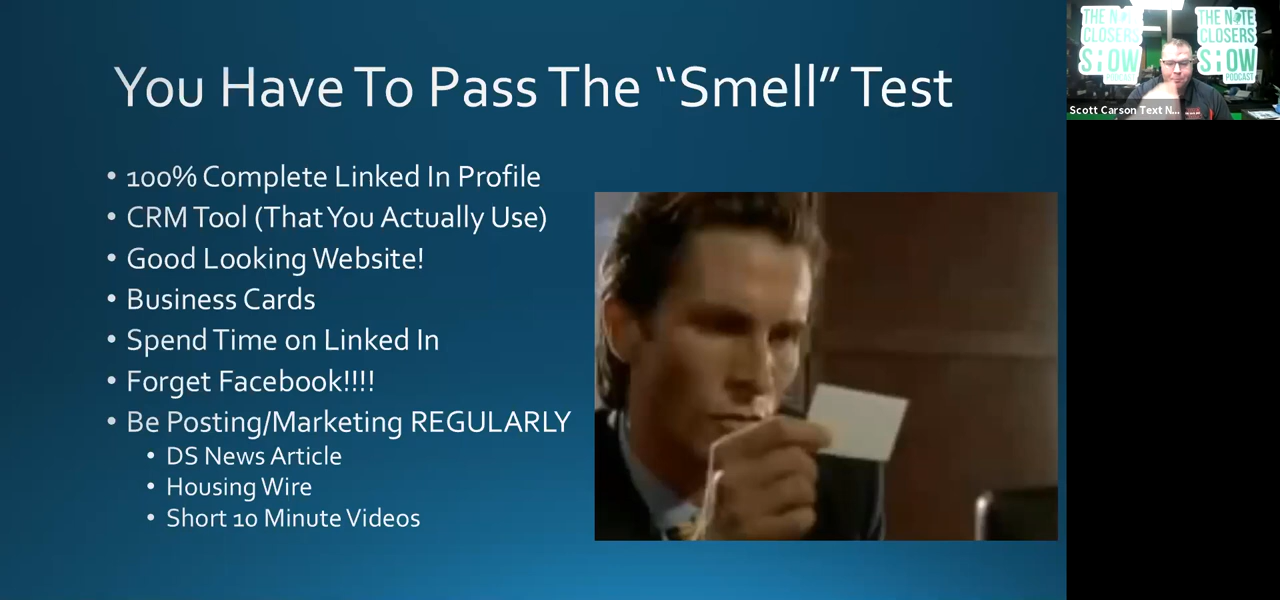 You Have To Pass The “Smell” Test
• 100% Complete Linked In Profile
• CRM Tool (That You Actually Use)
• Good Looking Website!
• Business Cards
• Spend Time on Linked In
• Forget Facebook!!!!
• Be Posting/Marketing REGULARLY
• DS News Article
• Housing Wire
• Short 10 Minute Videos
THE NOTE
CLOSERS
SHOW
PODCAST
THE NOTE
CLOSERS
SHOW
PODCAST
Scott Carson Text N...